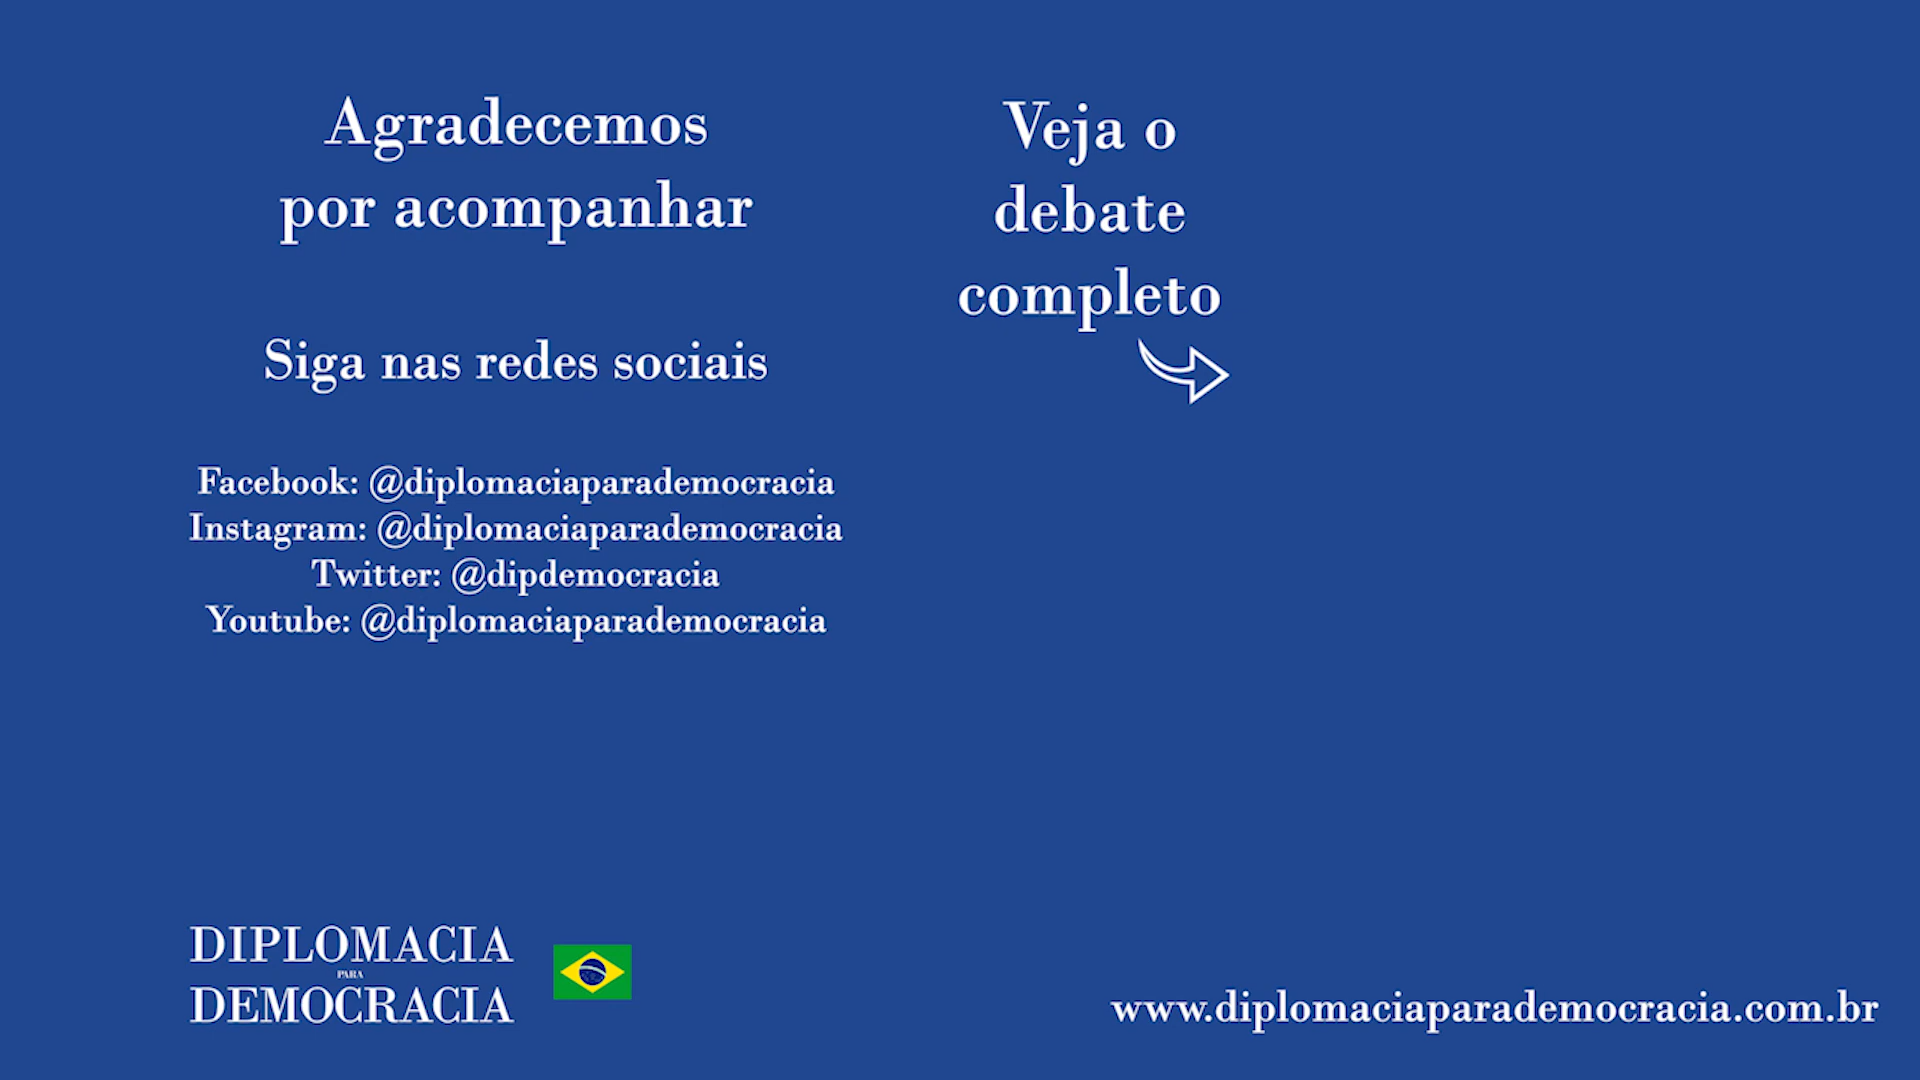 Agradecemos
por acompanhar
Siga nas redes sociais
Facebook: @diplomaciaparademocracia
Instagram: @diplomaciaparademocracia
Twitter: @dipdemocracia
Youtube: @diplomaciaparademocracia
Veja o
debate
completo
DIPLOMACIA
PARA
DEMOCRACIA
www.diplomaciaparademocracia.com.br